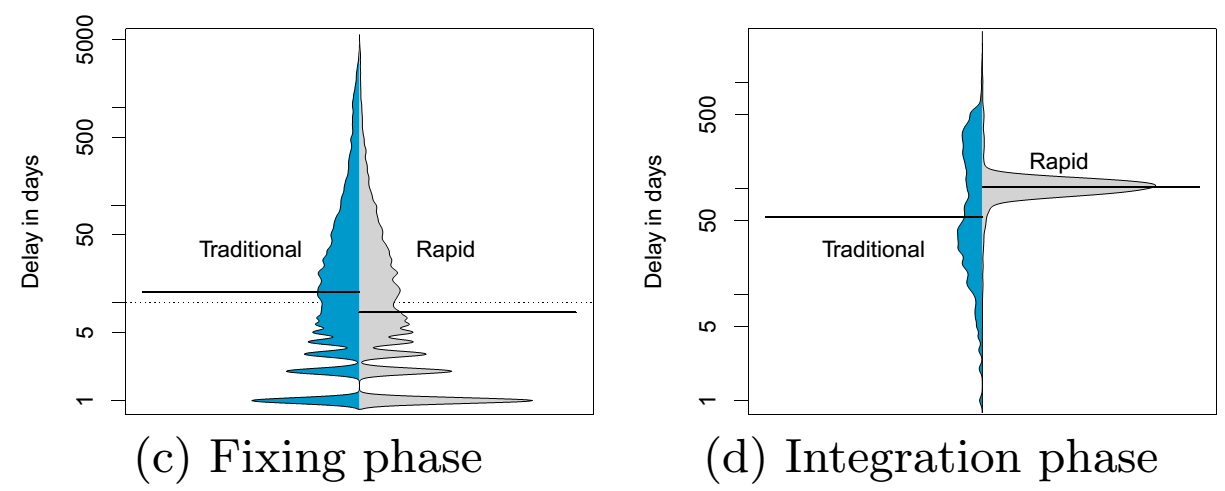 Delay in days
5000
500
50
5
1
Traditional
Rapid
(c) Fixing phase
Delay in days
500
50
5
1
Rapid
Traditional
(d) Integration phase